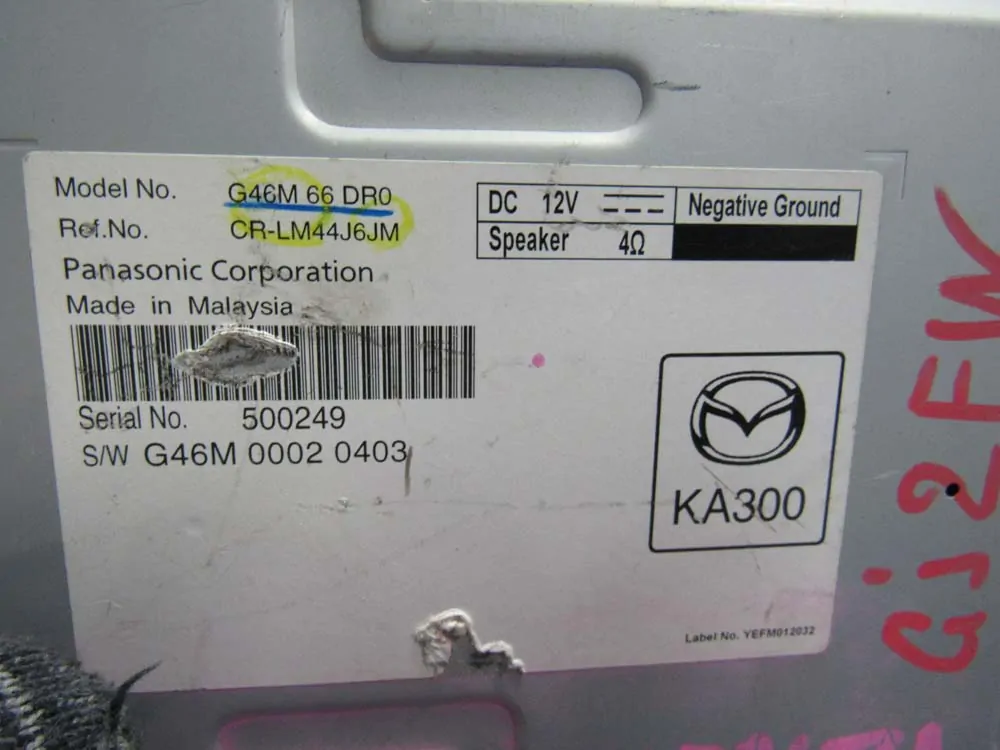 Model No. G46M 66 DR0
Ref.No. CR-LM44J6JM
Panasonic Corporation
Made in Malaysia
Serial No. 500249
S/W G46M 0002 0403
DC 12V Negative Ground
Speaker 4Ω
KA300
Label No. YEFM012032
GJ2FW